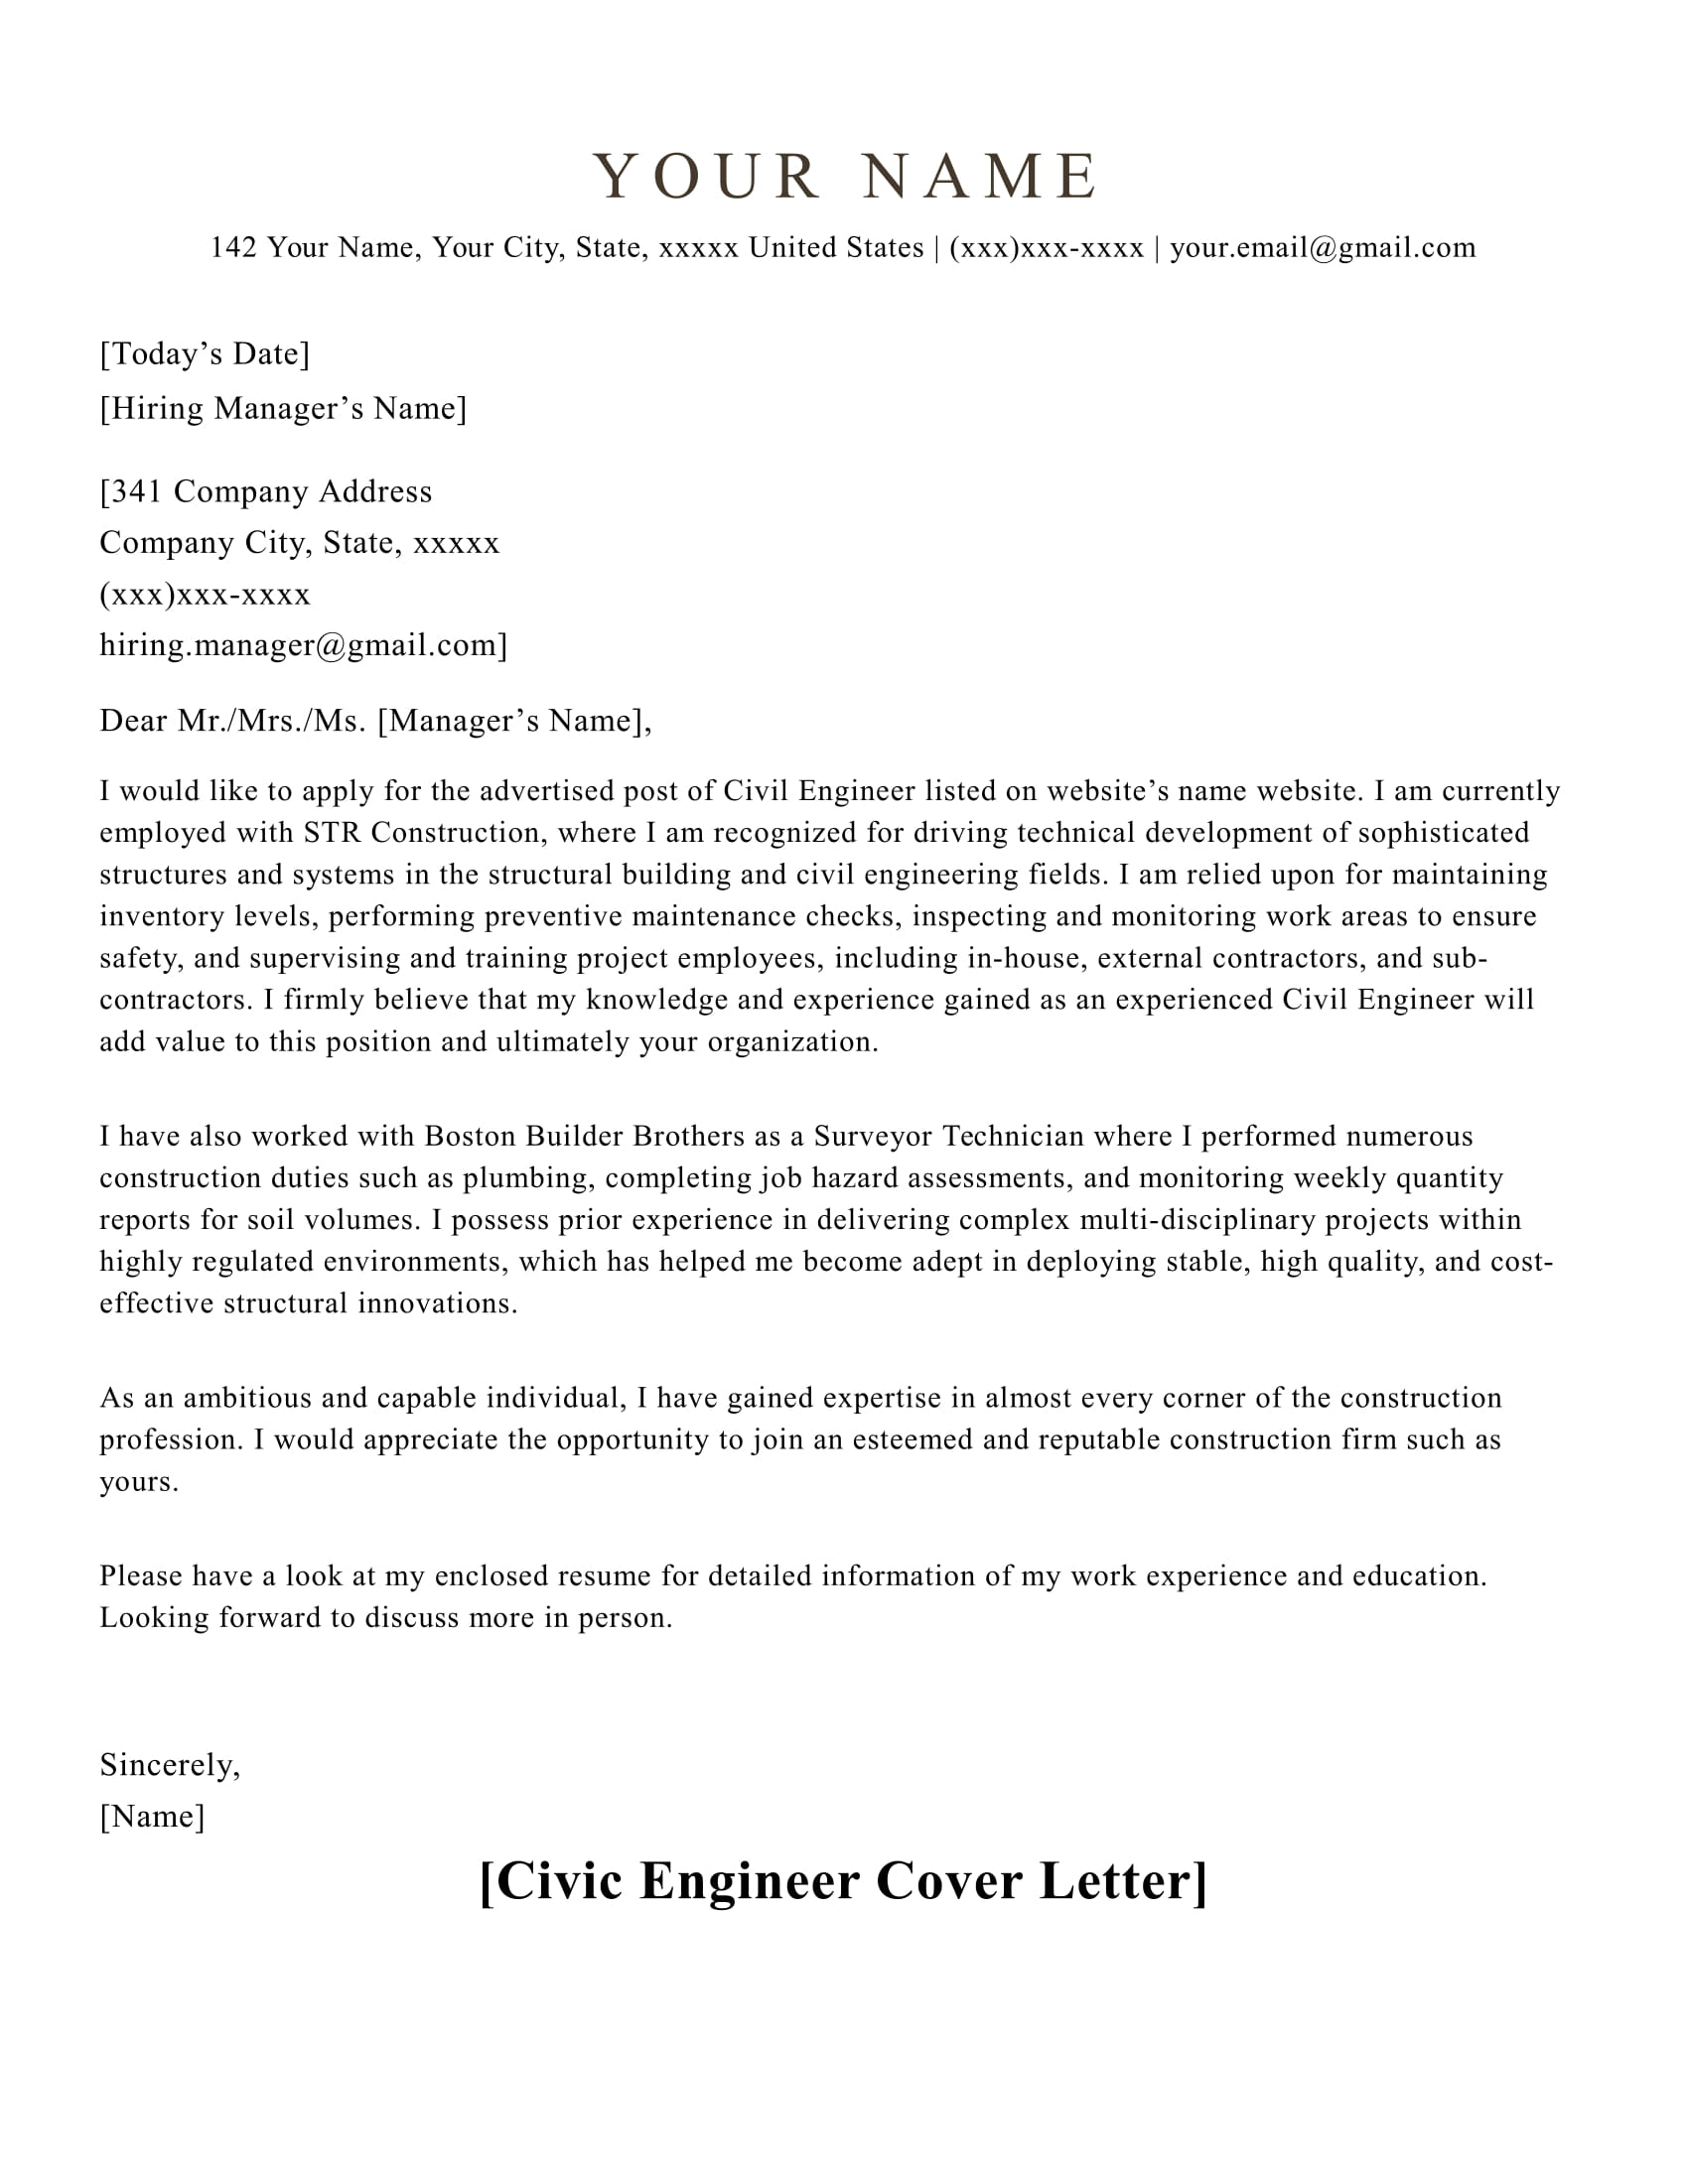 YOUR NAME
142 Your Name, Your City, State, xxxxx United States | (xxx)xxx-xxxx | your.email@gmail.com
[Today’s Date]
[Hiring Manager’s Name]
[341 Company Address
Company City, State, xxxxx
(xxx)xxx-xxxx
hiring.manager@gmail.com]
Dear Mr./Mrs./Ms. [Manager’s Name],
I would like to apply for the advertised post of Civil Engineer listed on website’s name website. I am currently
employed with STR Construction, where I am recognized for driving technical development of sophisticated
structures and systems in the structural building and civil engineering fields. I am relied upon for maintaining
inventory levels, performing preventive maintenance checks, inspecting and monitoring work areas to ensure
safety, and supervising and training project employees, including in-house, external contractors, and sub-
contractors. I firmly believe that my knowledge and experience gained as an experienced Civil Engineer will
add value to this position and ultimately your organization.
I have also worked with Boston Builder Brothers as a Surveyor Technician where I performed numerous
construction duties such as plumbing, completing job hazard assessments, and monitoring weekly quantity
reports for soil volumes. I possess prior experience in delivering complex multi-disciplinary projects within
highly regulated environments, which has helped me become adept in deploying stable, high quality, and cost-
effective structural innovations.
As an ambitious and capable individual, I have gained expertise in almost every corner of the construction
profession. I would appreciate the opportunity to join an esteemed and reputable construction firm such as
yours.
Please have a look at my enclosed resume for detailed information of my work experience and education.
Looking forward to discuss more in person.
Sincerely,
[Name]
[Civic Engineer Cover Letter]